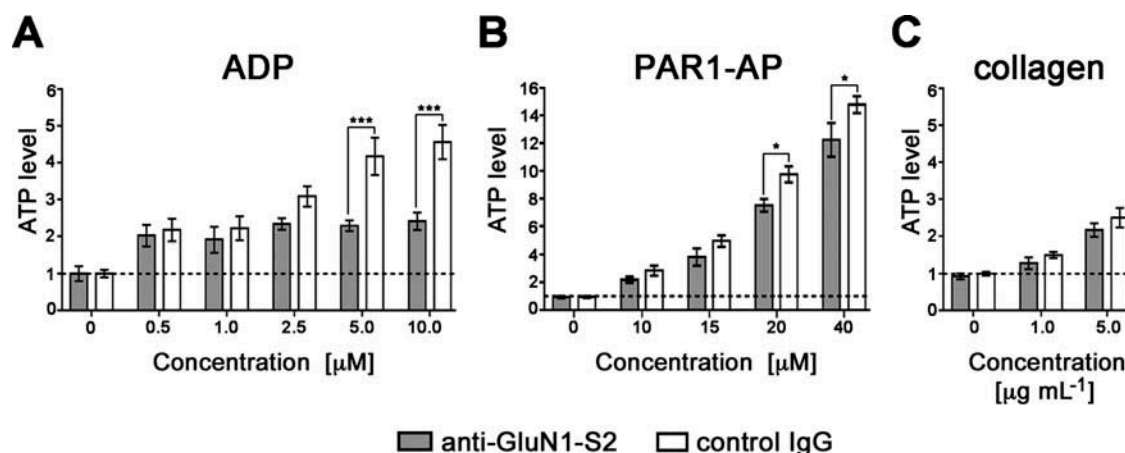 A
ADP
ATP level
6
5
4
3
2
1
0
***
***
0 0.5 1.0 2.5 5.0 10.0
Concentration [μM]
B
PAR1-AP
ATP level
16
14
12
10
8
6
4
2
0
*
*
0 10 15 20 40
Concentration [μM]
C
collagen
ATP level
6
5
4
3
2
1
0
0 1.0 5.0
Concentration
[μg mL⁻¹]
anti-GluN1-S2 control IgG